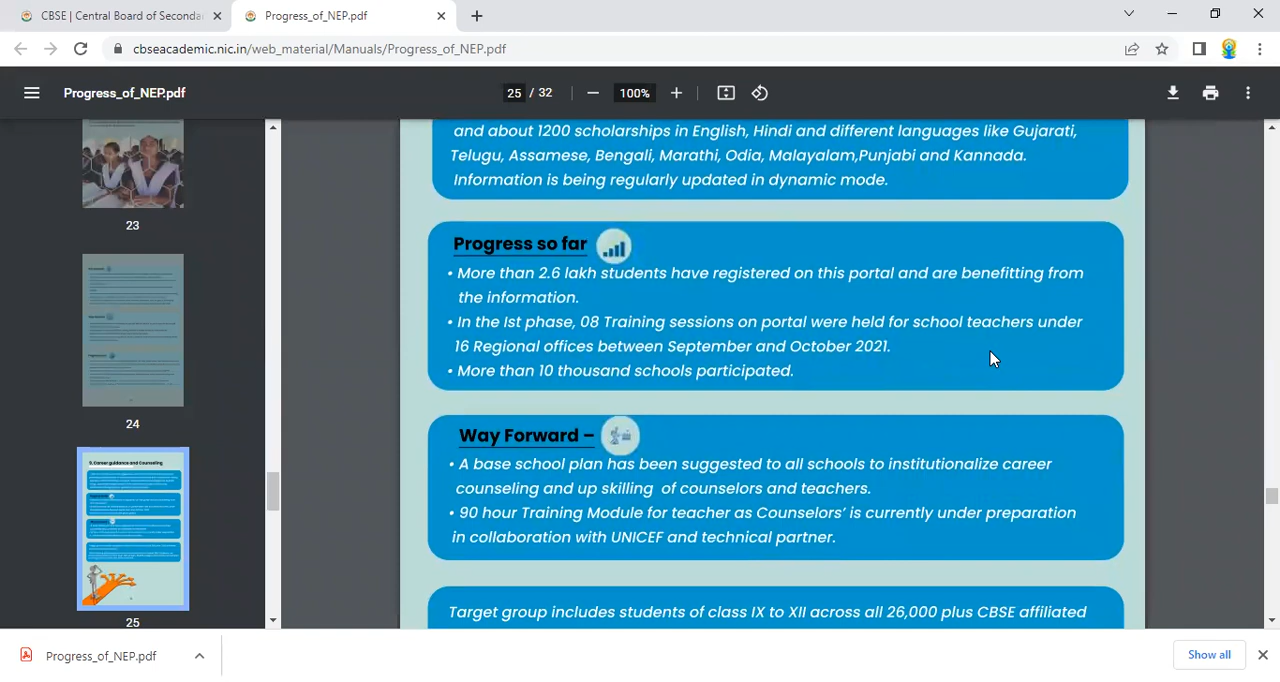 CBSE | Central Board of Seconda
Progress_of_NEP.pdf
cbseacademic.nic.in/web_material/Manuals/Progress_of_NEP.pdf
Progress_of_NEP.pdf
25 / 32
100%
23
24
9. Career guidance and Counseling
25
and about 1200 scholarships in English, Hindi and different languages like Gujarati,
Telugu, Assamese, Bengali, Marathi, Odia, Malayalam,Punjabi and Kannada.
Information is being regularly updated in dynamic mode.
Progress so far
• More than 2.6 lakh students have registered on this portal and are benefitting from
the information.
• In the Ist phase, 08 Training sessions on portal were held for school teachers under
16 Regional offices between September and October 2021.
• More than 10 thousand schools participated.
Way Forward –
• A base school plan has been suggested to all schools to institutionalize career
counseling and up skilling of counselors and teachers.
• 90 hour Training Module for teacher as Counselors’ is currently under preparation
in collaboration with UNICEF and technical partner.
Target group includes students of class IX to XII across all 26,000 plus CBSE affiliated
Progress_of_NEP.pdf
Show all